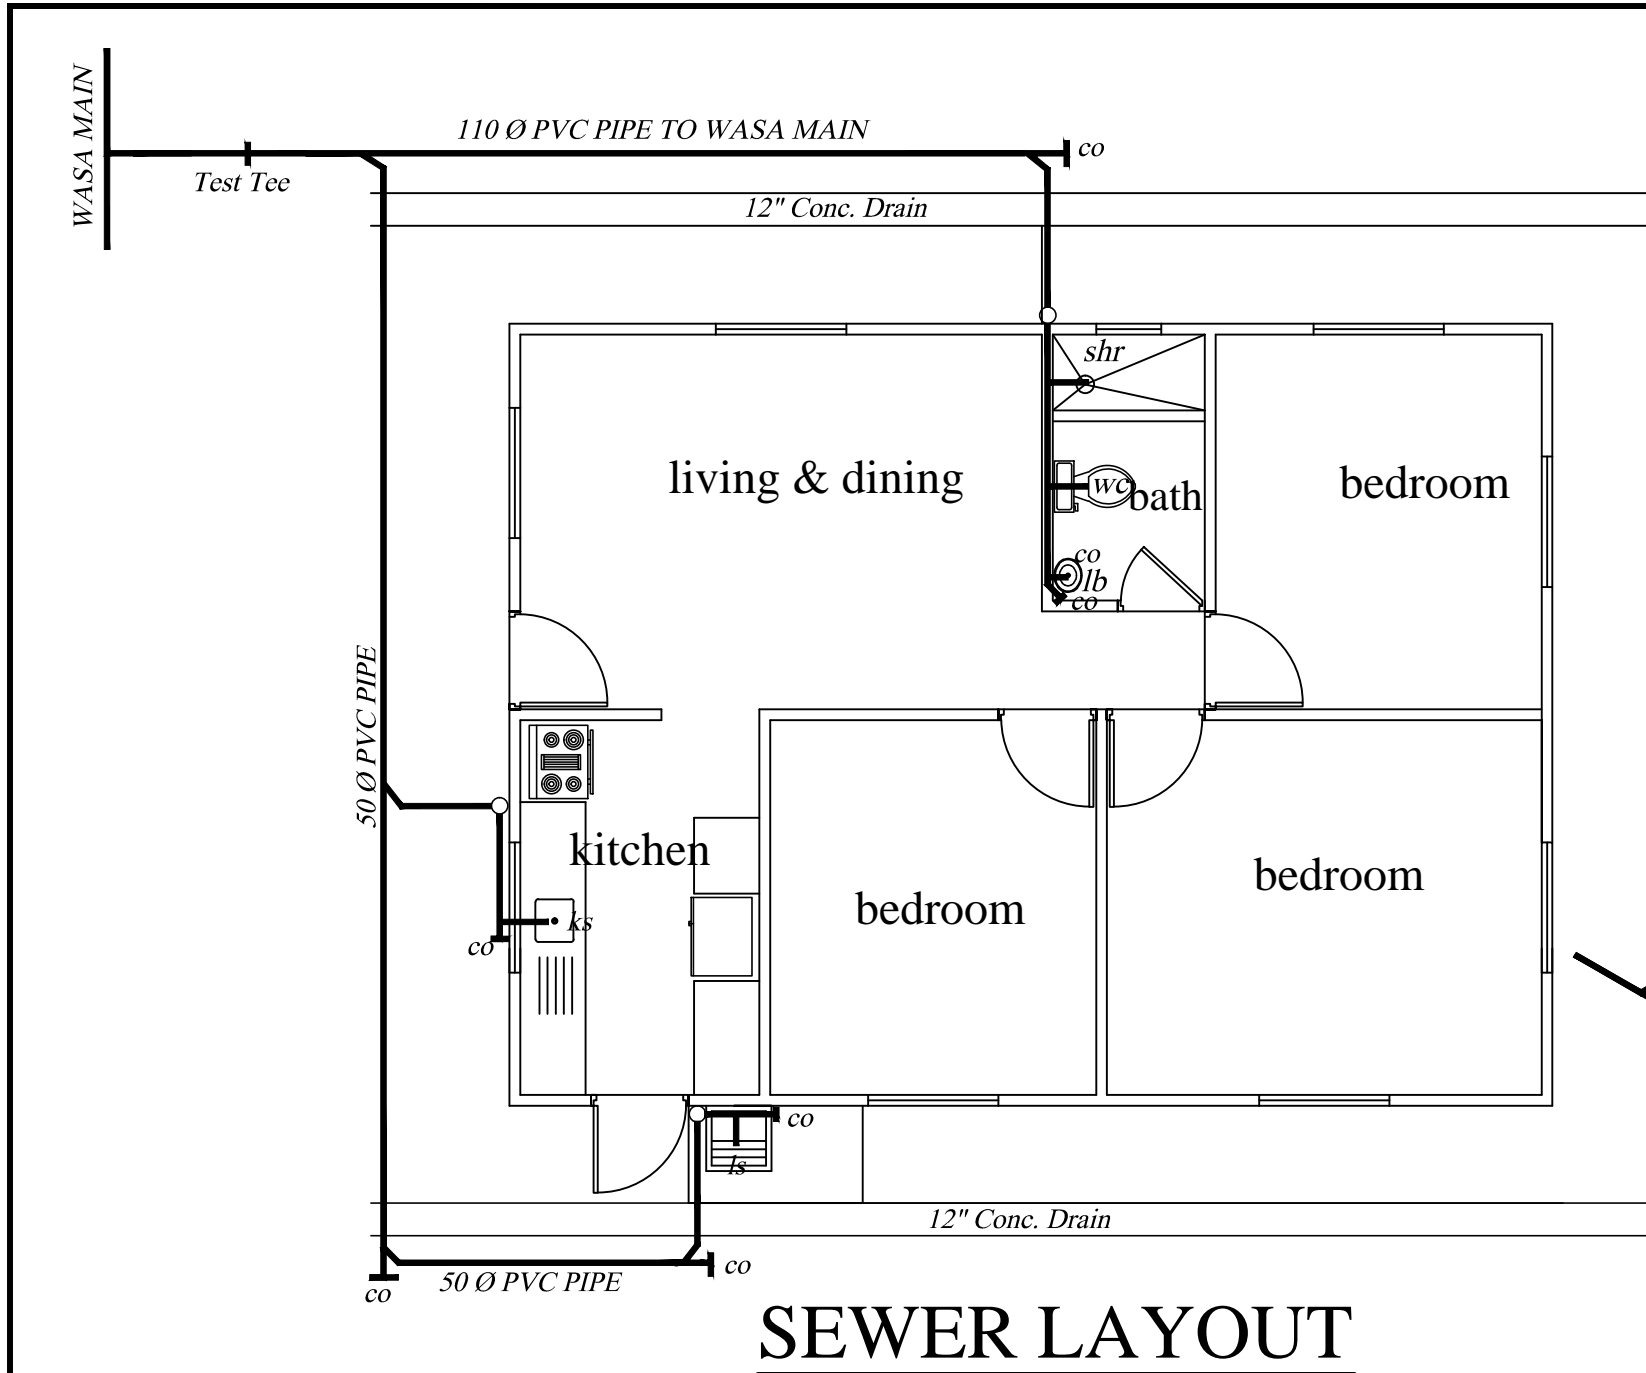 WASA MAIN
110 Ø PVC PIPE TO WASA MAIN
co
Test Tee
12" Conc. Drain
shr
living & dining
wc
bath
bedroom
co
lb
co
50 Ø PVC PIPE
kitchen
bedroom
bedroom
ks
co
co
ls
12" Conc. Drain
co
50 Ø PVC PIPE
co
SEWER LAYOUT